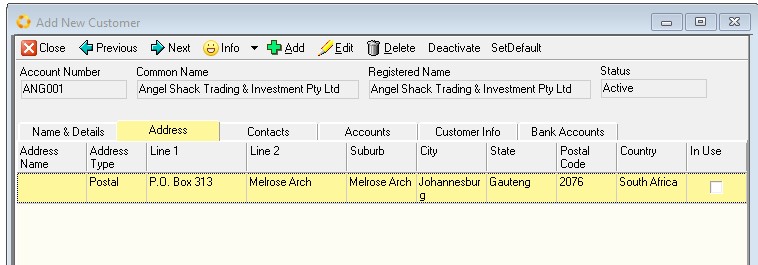 Add New Customer
Close Previous Next Info Add Edit Delete Deactivate SetDefault
Account Number Common Name Registered Name Status
ANG001 Angel Shack Trading & Investment Pty Ltd Angel Shack Trading & Investment Pty Ltd Active
Name & Details Address Contacts Accounts Customer Info Bank Accounts
Address Address Line 1 Line 2 Suburb City State Postal Country In Use
Name Type Code
Postal P.O. Box 313 Melrose Arch Melrose Arch Johannesbur Gauteng 2076 South Africa
g